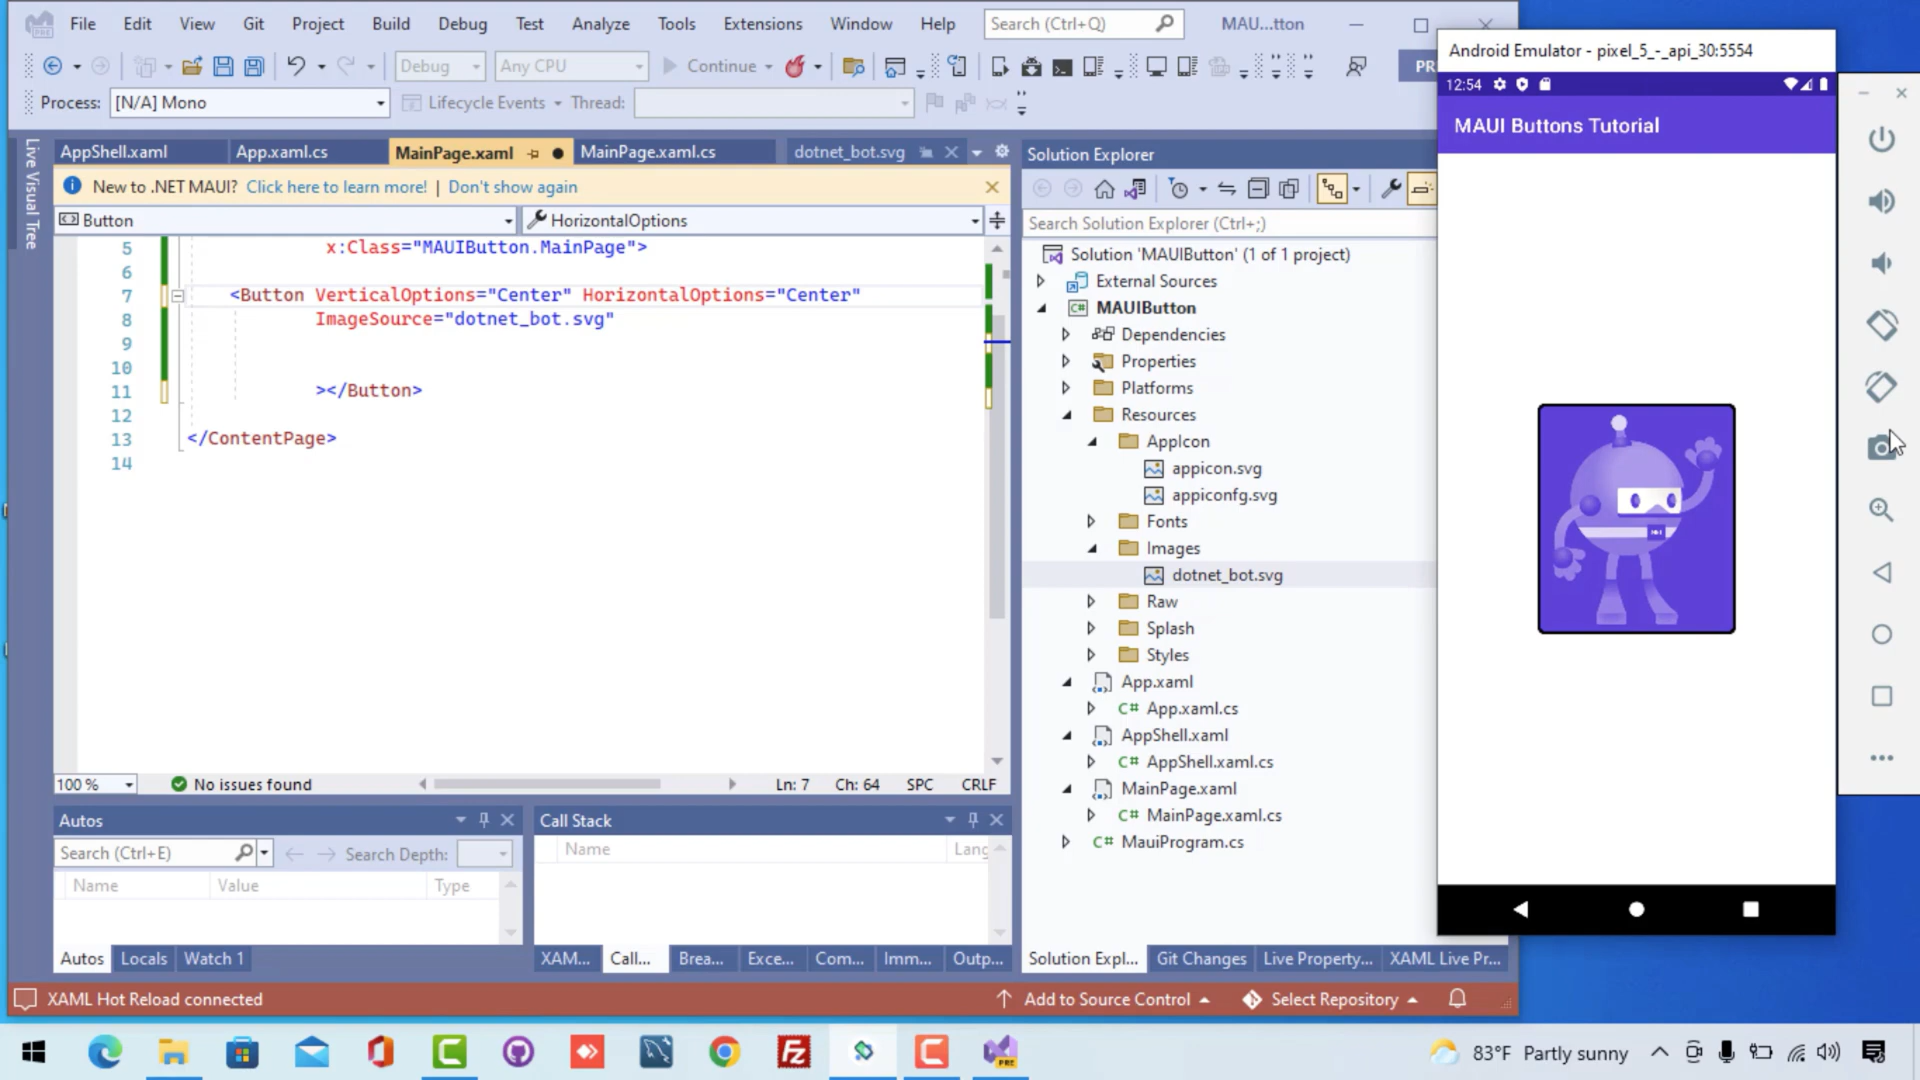 File Edit View Git Project Build Debug Test Analyze Tools Extensions Window Help Search (Ctrl+Q) MAU...tton
Debug Any CPU Continue
Process: [N/A] Mono Lifecycle Events Thread:
Live Visual Tree
AppShell.xaml App.xaml.cs MainPage.xaml MainPage.xaml.cs dotnet_bot.svg
New to .NET MAUI? Click here to learn more! Don't show again
Button HorizontalOptions
5 x:Class="MAUIButton.MainPage">
6
7 <Button VerticalOptions="Center" HorizontalOptions="Center"
8 ImageSource="dotnet_bot.svg"
9
10
11 ></Button>
12
13 </ContentPage>
14
100 % No issues found Ln: 7 Ch: 64 SPC CRLF
Autos
Search (Ctrl+E) Search Depth:
Name Value Type
Autos Locals Watch 1
Call Stack
Name Lang
XAM... Call... Brea... Exce... Com... Imm... Outp...
Solution Explorer
Search Solution Explorer (Ctrl+;)
Solution 'MAUIButton' (1 of 1 project)
External Sources
MAUIButton
Dependencies
Properties
Platforms
Resources
AppIcon
appicon.svg
appiconfg.svg
Fonts
Images
dotnet_bot.svg
Raw
Splash
Styles
App.xaml
C# App.xaml.cs
AppShell.xaml
C# AppShell.xaml.cs
MainPage.xaml
C# MainPage.xaml.cs
C# MauiProgram.cs
Solution Expl... Git Changes Live Property... XAML Live Pr...
Android Emulator - pixel_5_-_api_30:5554
12:54
MAUI Buttons Tutorial
XAML Hot Reload connected Add to Source Control Select Repository
83°F Partly sunny